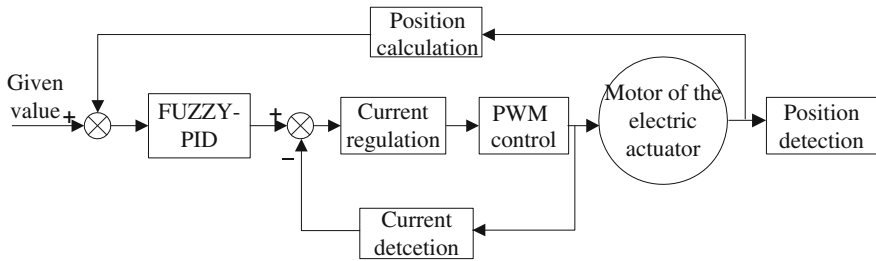 Position
calculation
Given
value
+
FUZZY-
PID
+
−
Current
regulation
PWM
control
Motor of the
electric
actuator
Position
detection
Current
detcetion